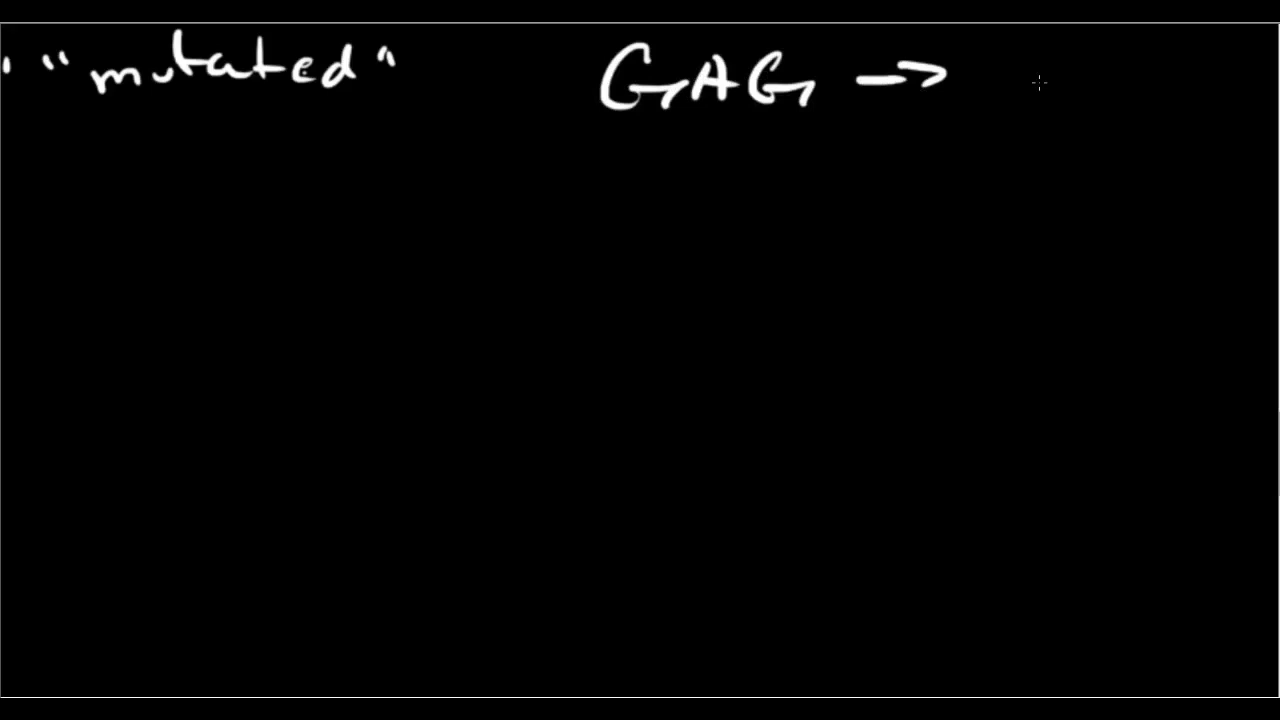 " "mutated" GAG →